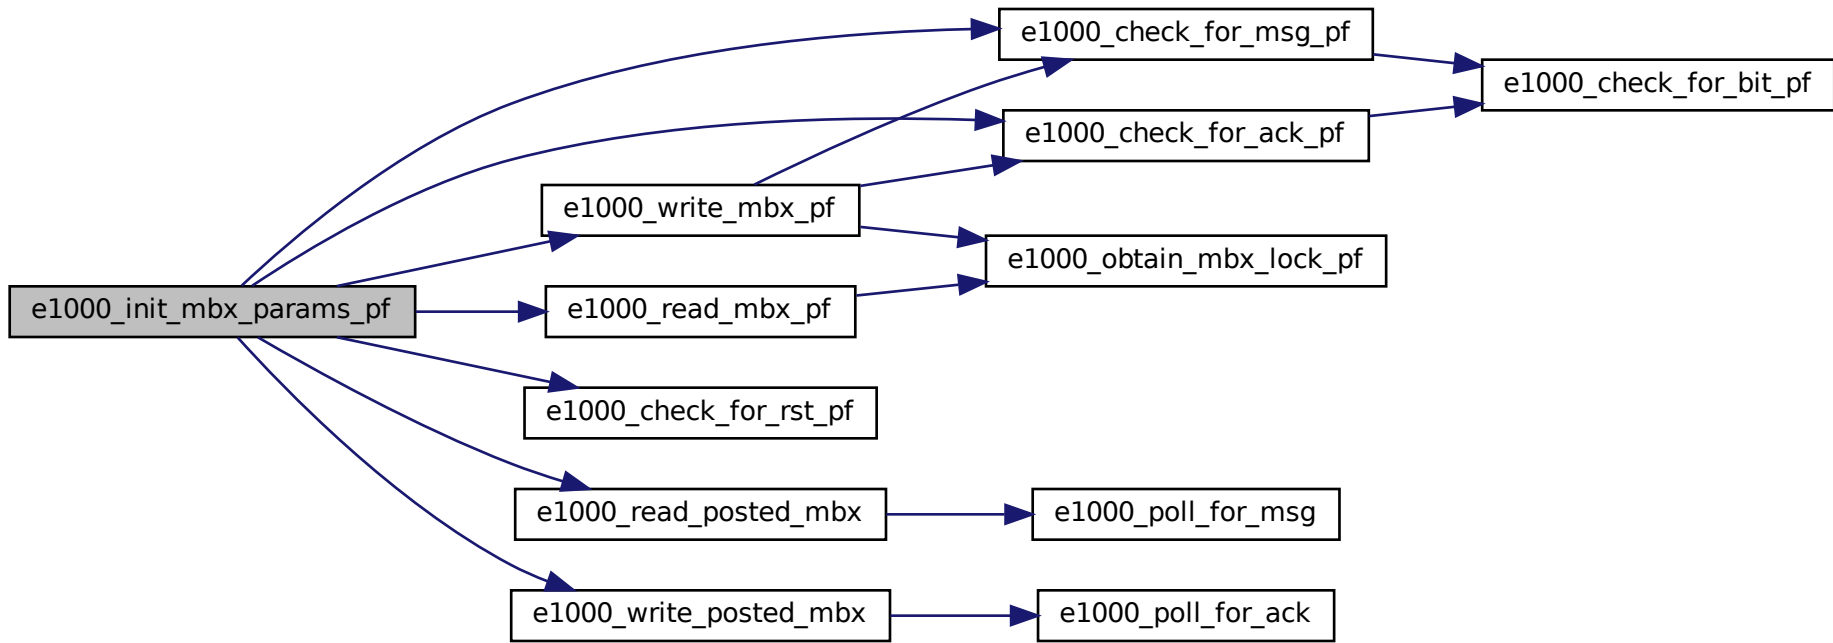 e1000_check_for_msg_pf
e1000_check_for_bit_pf
e1000_check_for_ack_pf
e1000_write_mbx_pf
e1000_obtain_mbx_lock_pf
e1000_init_mbx_params_pf
e1000_read_mbx_pf
e1000_check_for_rst_pf
e1000_read_posted_mbx
e1000_poll_for_msg
e1000_write_posted_mbx
e1000_poll_for_ack